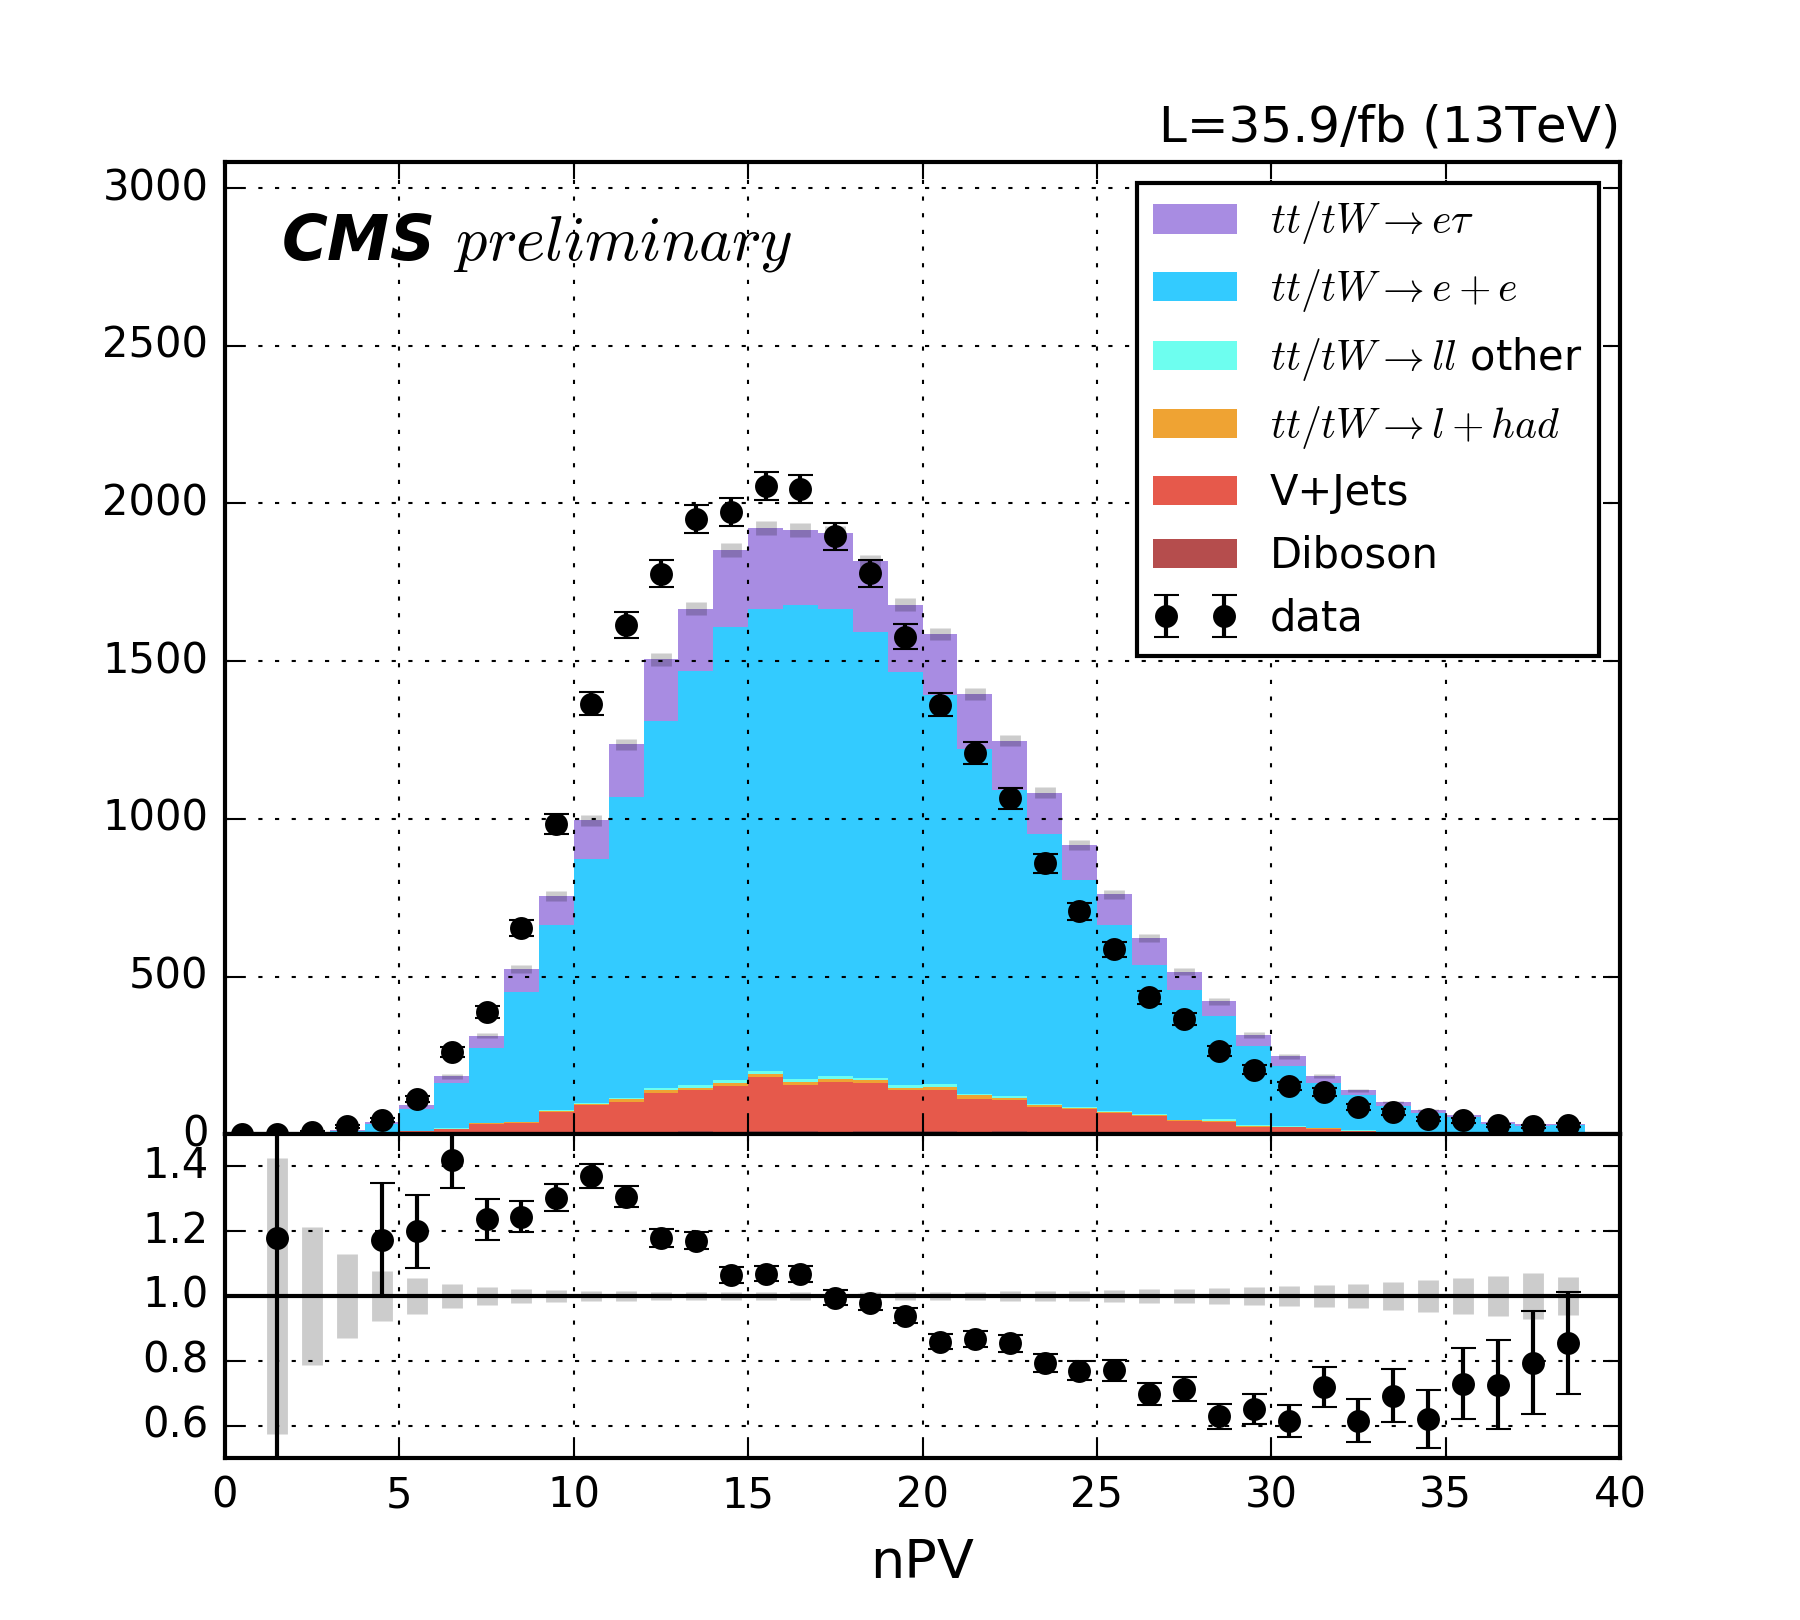 L=35.9/fb (13TeV)
CMS preliminary
3000
2500
2000
1500
1000
500
0
tt/tW→eτ
tt/tW→e+e
tt/tW→ll other
tt/tW→l+had
V+Jets
Diboson
data
1.4
1.2
1.0
0.8
0.6
0 5 10 15 20 25 30 35 40
nPV